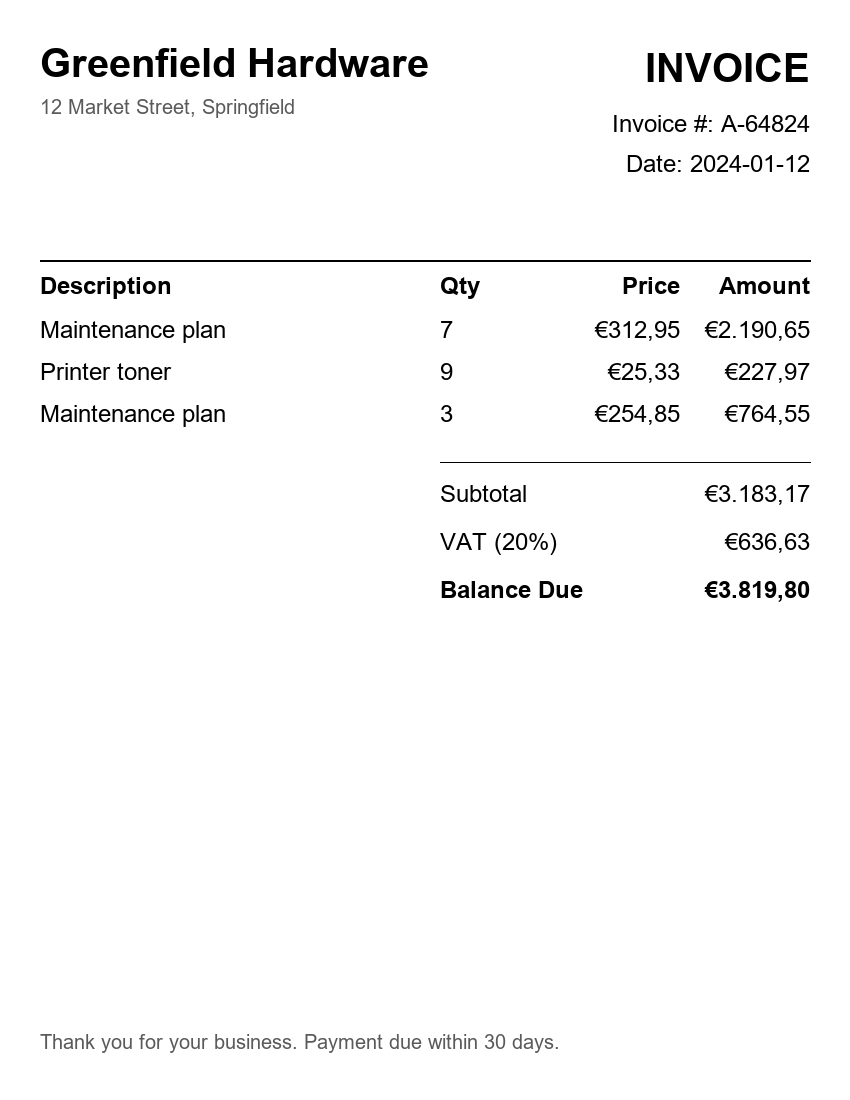 Greenfield Hardware
INVOICE
12 Market Street, Springfield
Invoice #: A-64824
Date: 2024-01-12
Description Qty Price Amount
Maintenance plan 7 €312,95 €2.190,65
Printer toner 9 €25,33 €227,97
Maintenance plan 3 €254,85 €764,55
Subtotal €3.183,17
VAT (20%) €636,63
Balance Due €3.819,80
Thank you for your business. Payment due within 30 days.